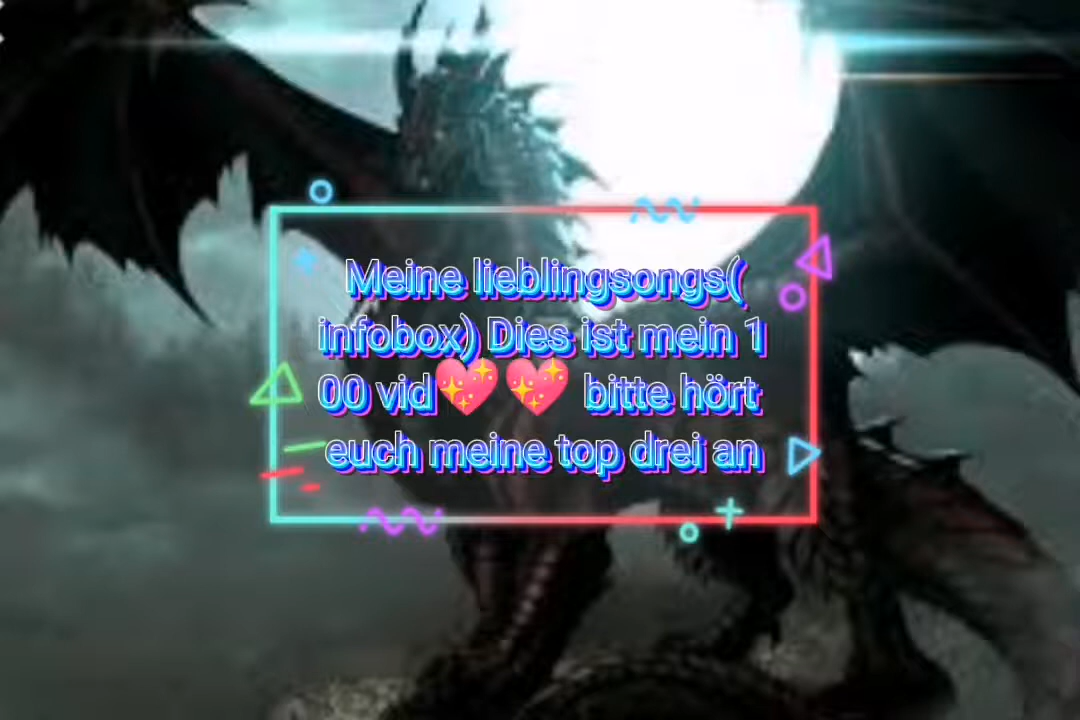 Meine lieblingsongs(
infobox) Dies ist mein 1
00 vid💖💖 bitte hört
euch meine top drei an